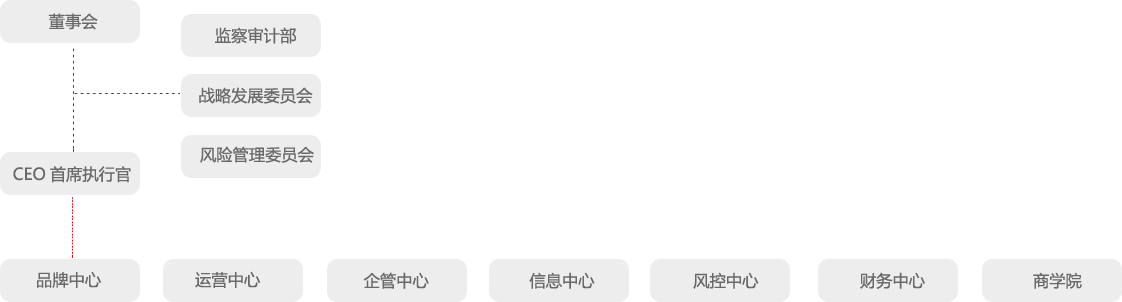 董事会
监察审计部
战略发展委员会
风险管理委员会
CEO 首席执行官
品牌中心
运营中心
企管中心
信息中心
风控中心
财务中心
商学院